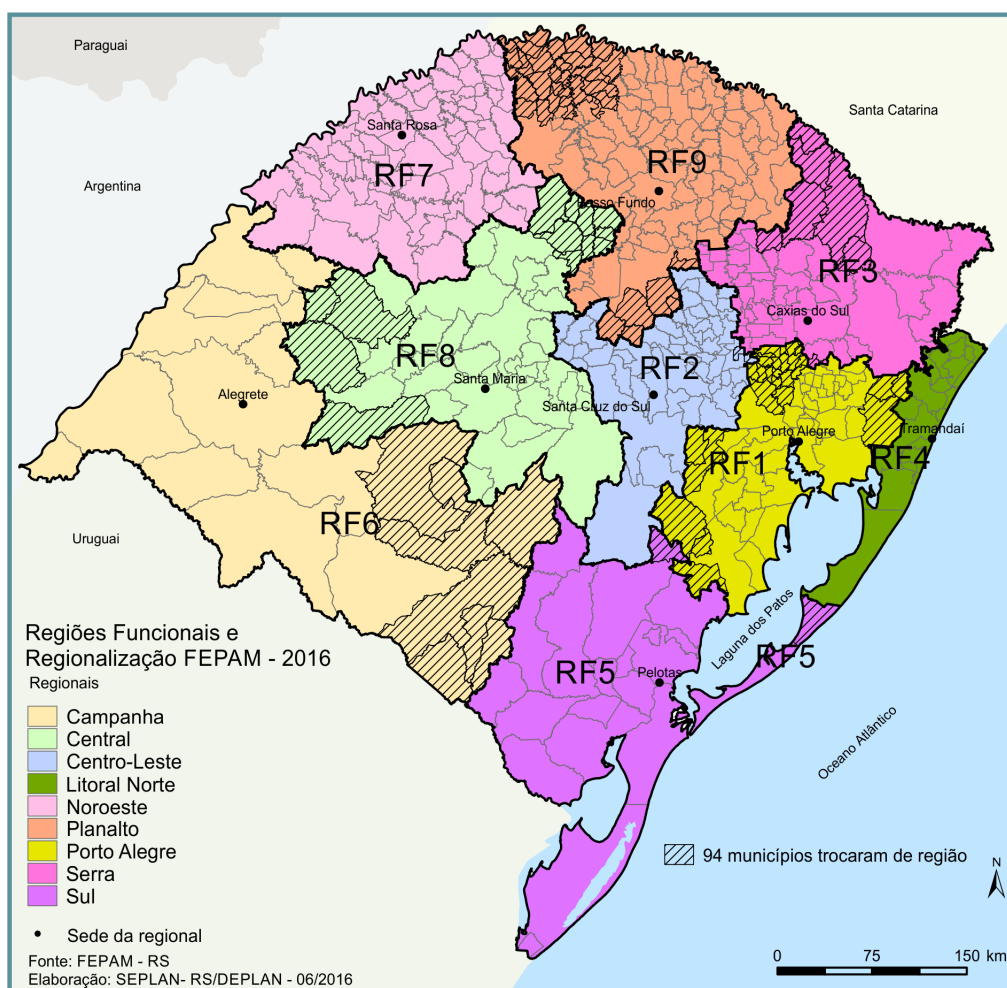 Paraguai
Santa Catarina
Santa Rosa
RF9
RF7
Argentina
Passo Fundo
RF3
Caxias do Sul
RF8
RF2
Santa Maria
Alegrete
Santa Cruz do Sul
Porto Alegre
Tramandaí
RF1
RF4
RF6
Uruguai
Laguna dos Patos
RF5
RF5
Pelotas
Oceano Atlântico
Regiões Funcionais e
Regionalização FEPAM - 2016
Regionais
Campanha
Central
Centro-Leste
Litoral Norte
Noroeste
Planalto
Porto Alegre
Serra
Sul
Sede da regional
Fonte: FEPAM - RS
Elaboração: SEPLAN- RS/DEPLAN - 06/2016
94 municípios trocaram de região
N
0 75 150 km